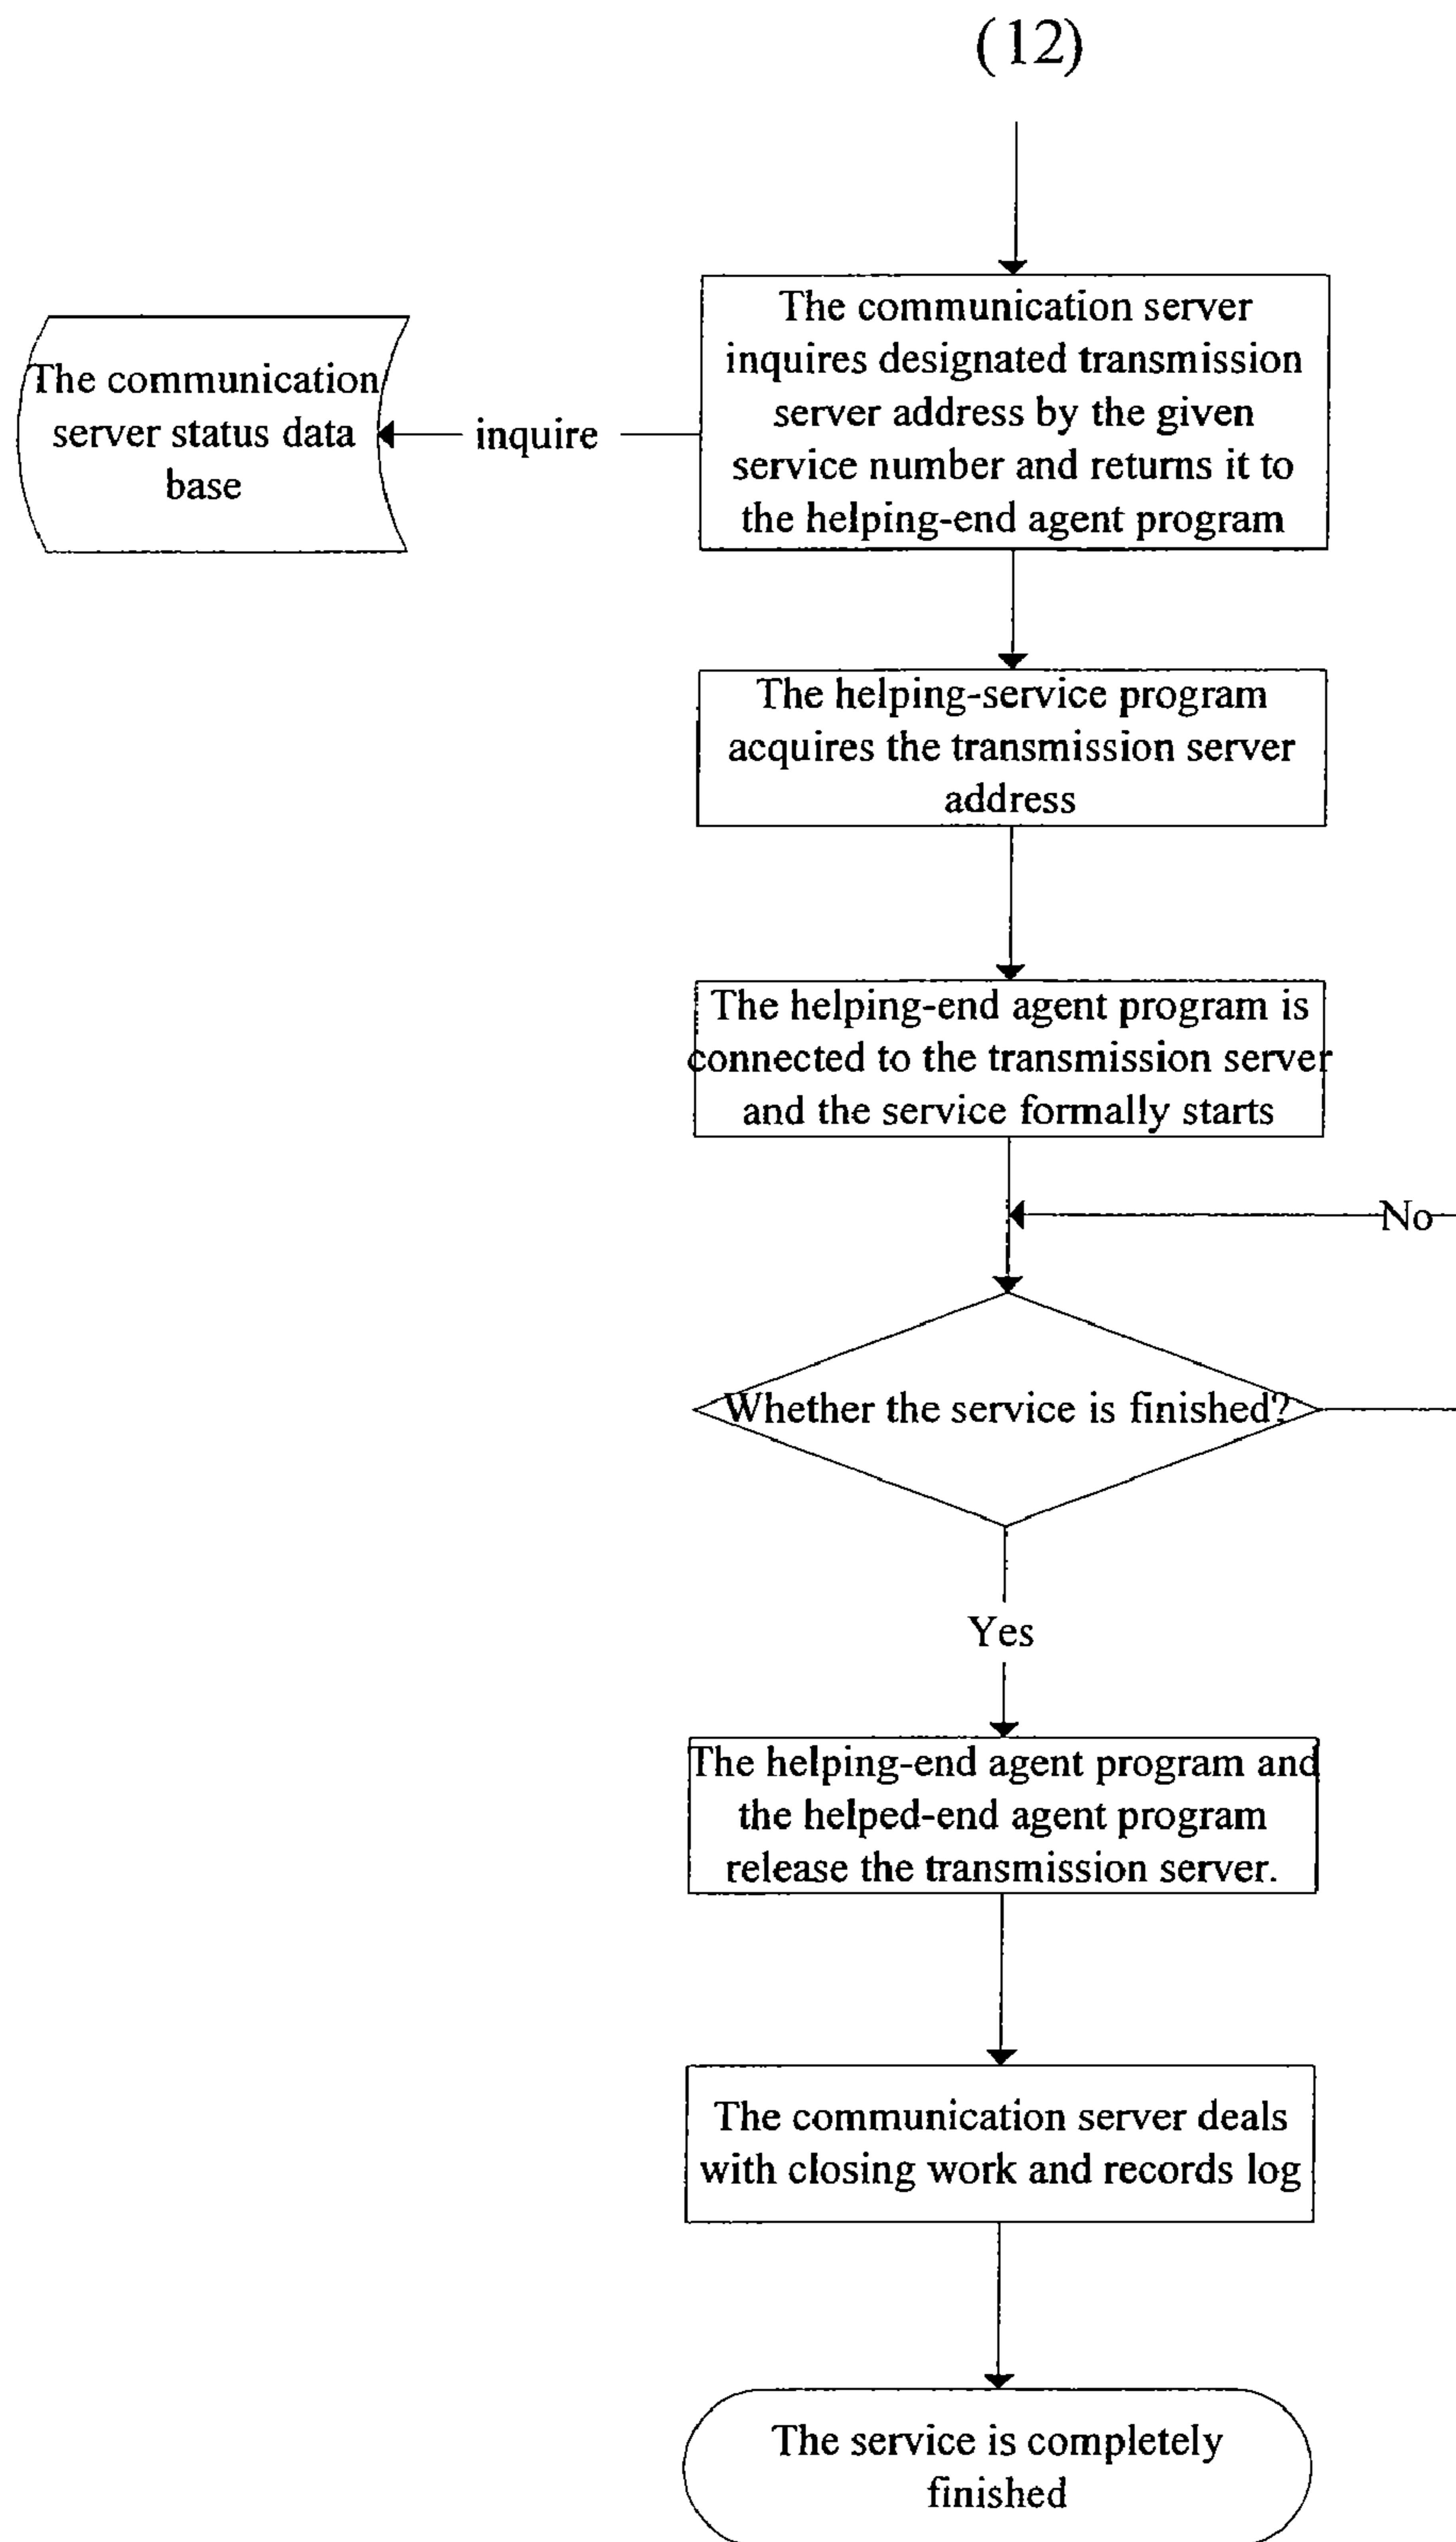 (12)
The communication server
inquires designated transmission
server address by the given
service number and returns it to
the helping-end agent program
The communication
server status data
base
inquire
The helping-service program
acquires the transmission server
address
The helping-end agent program is
connected to the transmission server
and the service formally starts
No
Whether the service is finished?
Yes
The helping-end agent program and
the helped-end agent program
release the transmission server.
The communication server deals
with closing work and records log
The service is completely
finished